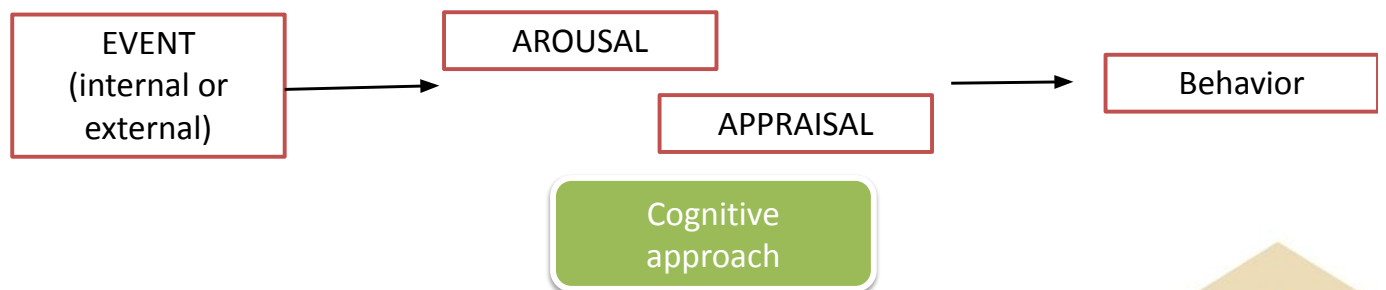 EVENT
(internal or
external)
AROUSAL
APPRAISAL
Behavior
Cognitive
approach